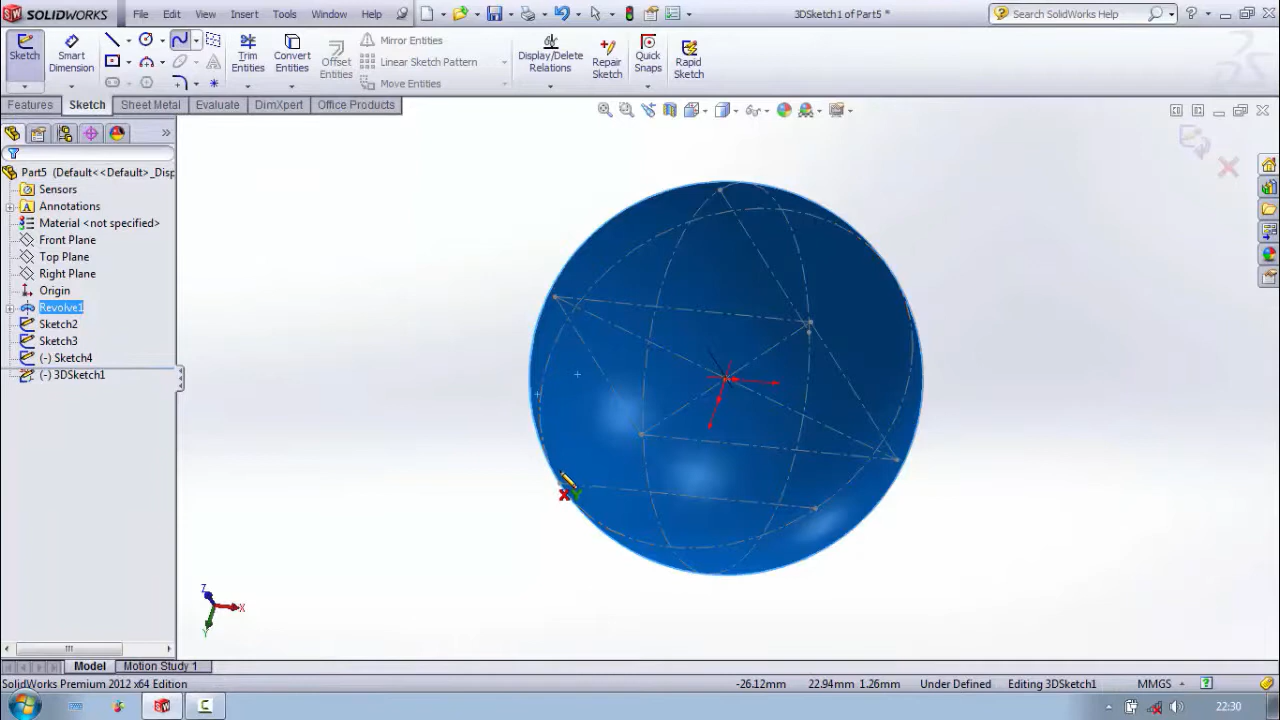 SOLIDWORKS File Edit View Insert Tools Window Help 3DSketch1 of Part5 * Search SolidWorks Help
Sketch Smart Dimension Trim Entities Convert Entities Offset Entities Mirror Entities Linear Sketch Pattern Move Entities Display/Delete Relations Repair Sketch Quick Snaps Rapid Sketch
Features Sketch Sheet Metal Evaluate DimXpert Office Products
Part5 (Default<<Default>_Disp
Sensors
Annotations
Material <not specified>
Front Plane
Top Plane
Right Plane
Origin
Revolve1
Sketch2
Sketch3
(-) Sketch4
(-) 3DSketch1
X Y
Z
X
Y
Model Motion Study 1
SolidWorks Premium 2012 x64 Edition -26.12mm 22.94mm 1.26mm Under Defined Editing 3DSketch1 MMGS
22:30